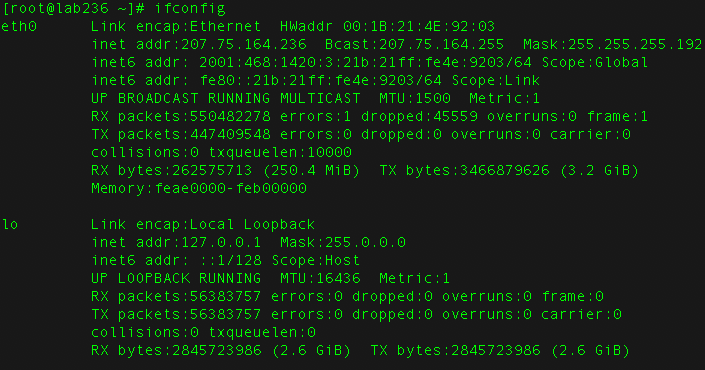 [root@lab236 ~]# ifconfig
eth0      Link encap:Ethernet  HWaddr 00:1B:21:4E:92:03
          inet addr:207.75.164.236  Bcast:207.75.164.255  Mask:255.255.255.192
          inet6 addr: 2001:468:1420:3:21b:21ff:fe4e:9203/64 Scope:Global
          inet6 addr: fe80::21b:21ff:fe4e:9203/64 Scope:Link
          UP BROADCAST RUNNING MULTICAST  MTU:1500  Metric:1
          RX packets:550482278 errors:1 dropped:45559 overruns:0 frame:1
          TX packets:447409548 errors:0 dropped:0 overruns:0 carrier:0
          collisions:0 txqueuelen:10000
          RX bytes:262575713 (250.4 MiB)  TX bytes:3466879626 (3.2 GiB)
          Memory:feae0000-feb00000
lo        Link encap:Local Loopback
          inet addr:127.0.0.1  Mask:255.0.0.0
          inet6 addr: ::1/128 Scope:Host
          UP LOOPBACK RUNNING  MTU:16436  Metric:1
          RX packets:56383757 errors:0 dropped:0 overruns:0 frame:0
          TX packets:56383757 errors:0 dropped:0 overruns:0 carrier:0
          collisions:0 txqueuelen:0
          RX bytes:2845723986 (2.6 GiB)  TX bytes:2845723986 (2.6 GiB)